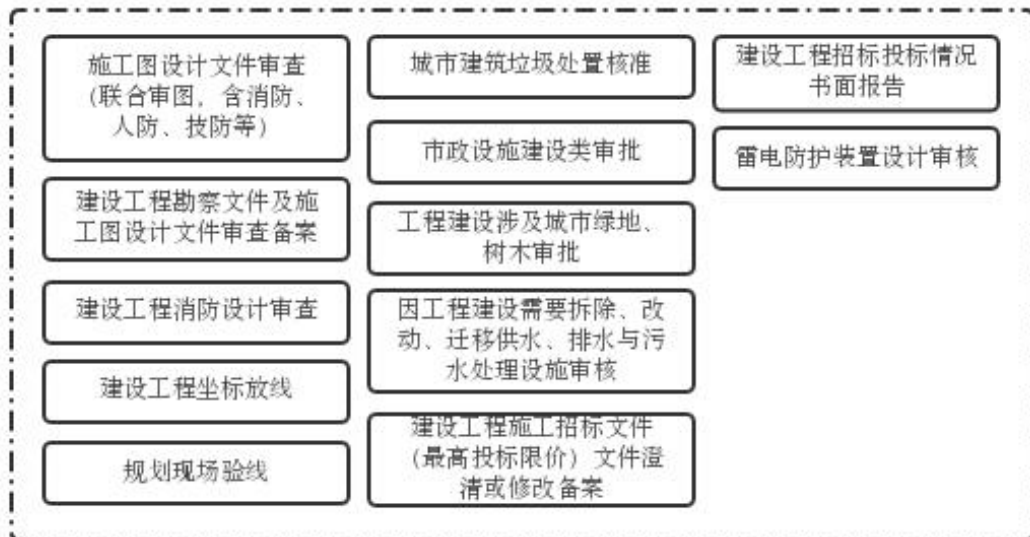 施工图设计文件审查
（联合审图，含消防、
人防、技防等）
建设工程勘察文件及施
工图设计文件审查备案
建设工程消防设计审查
建设工程坐标放线
规划现场验线
城市建筑垃圾处置核准
市政设施建设类审批
工程建设涉及城市绿地、
树木审批
因工程建设需要拆除、改
动、迁移供水、排水与污
水处理设施审核
建设工程施工招标文件
（最高投标限价）文件澄
清或修改备案
建设工程招标投标情况
书面报告
雷电防护装置设计审核